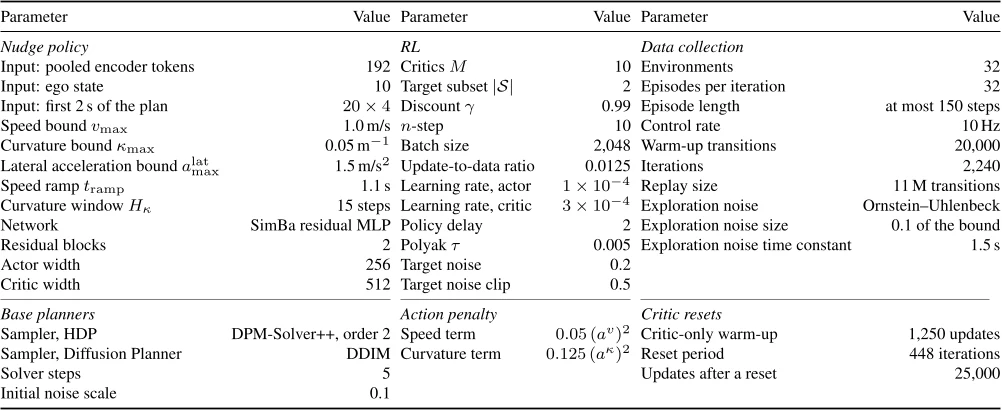 Parameter Value Parameter Value Parameter Value
Nudge policy RL Data collection
Input: pooled encoder tokens 192 Critics M 10 Environments 32
Input: ego state 10 Target subset |S| 2 Episodes per iteration 32
Input: first 2 s of the plan 20 × 4 Discount γ 0.99 Episode length at most 150 steps
Speed bound v_max 1.0 m/s n-step 10 Control rate 10 Hz
Curvature bound κ_max 0.05 m⁻¹ Batch size 2,048 Warm-up transitions 20,000
Lateral acceleration bound a^lat_max 1.5 m/s² Update-to-data ratio 0.0125 Iterations 2,240
Speed ramp t_ramp 1.1 s Learning rate, actor 1 × 10⁻⁴ Replay size 11 M transitions
Curvature window H_κ 15 steps Learning rate, critic 3 × 10⁻⁴ Exploration noise Ornstein–Uhlenbeck
Network SimBa residual MLP Policy delay 2 Exploration noise size 0.1 of the bound
Residual blocks 2 Polyak τ 0.005 Exploration noise time constant 1.5 s
Actor width 256 Target noise 0.2
Critic width 512 Target noise clip 0.5
Base planners Action penalty Critic resets
Sampler, HDP DPM-Solver++, order 2 Speed term 0.05 (a^v)² Critic-only warm-up 1,250 updates
Sampler, Diffusion Planner DDIM Curvature term 0.125 (a^κ)² Reset period 448 iterations
Solver steps 5 Updates after a reset 25,000
Initial noise scale 0.1